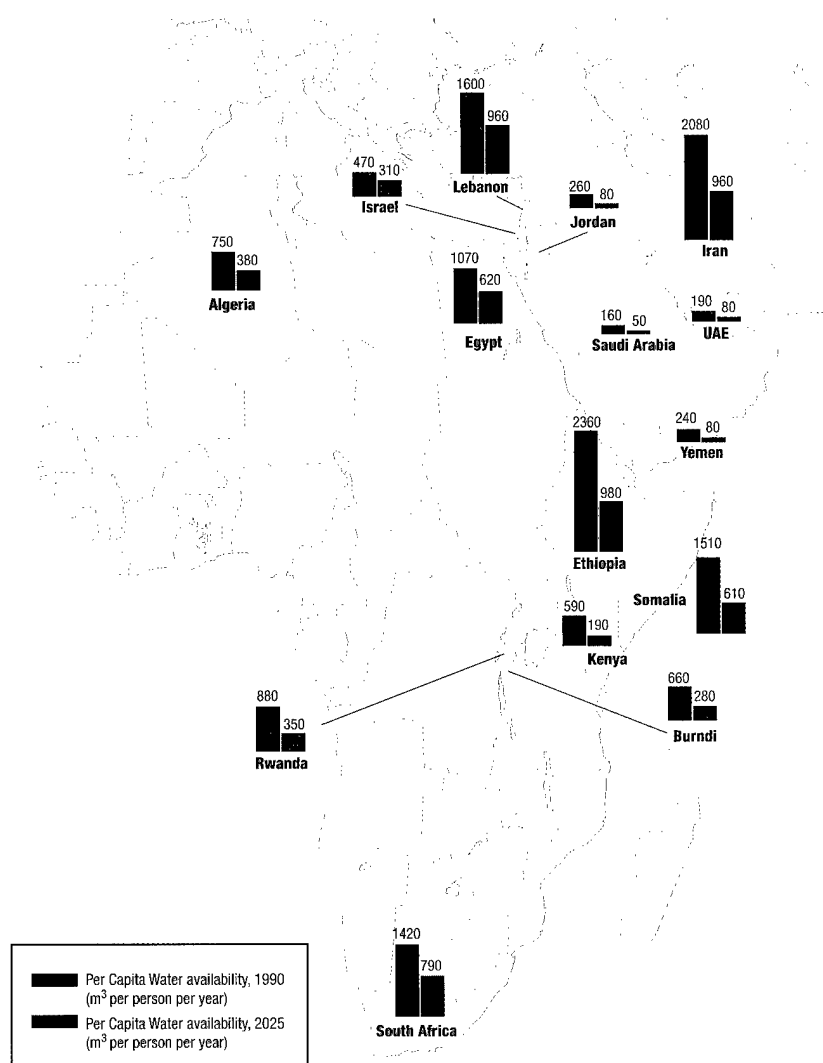 1600
960
Lebanon
2080
960
Iran
470
310
Israel
260
80
Jordan
750
380
Algeria
1070
620
Egypt
160
50
Saudi Arabia
190
80
UAE
240
80
Yemen
2360
980
Ethiopia
1510
610
Somalia
590
190
Kenya
660
280
Burndi
880
350
Rwanda
1420
790
South Africa
Per Capita Water availability, 1990
(m³ per person per year)
Per Capita Water availability, 2025
(m³ per person per year)